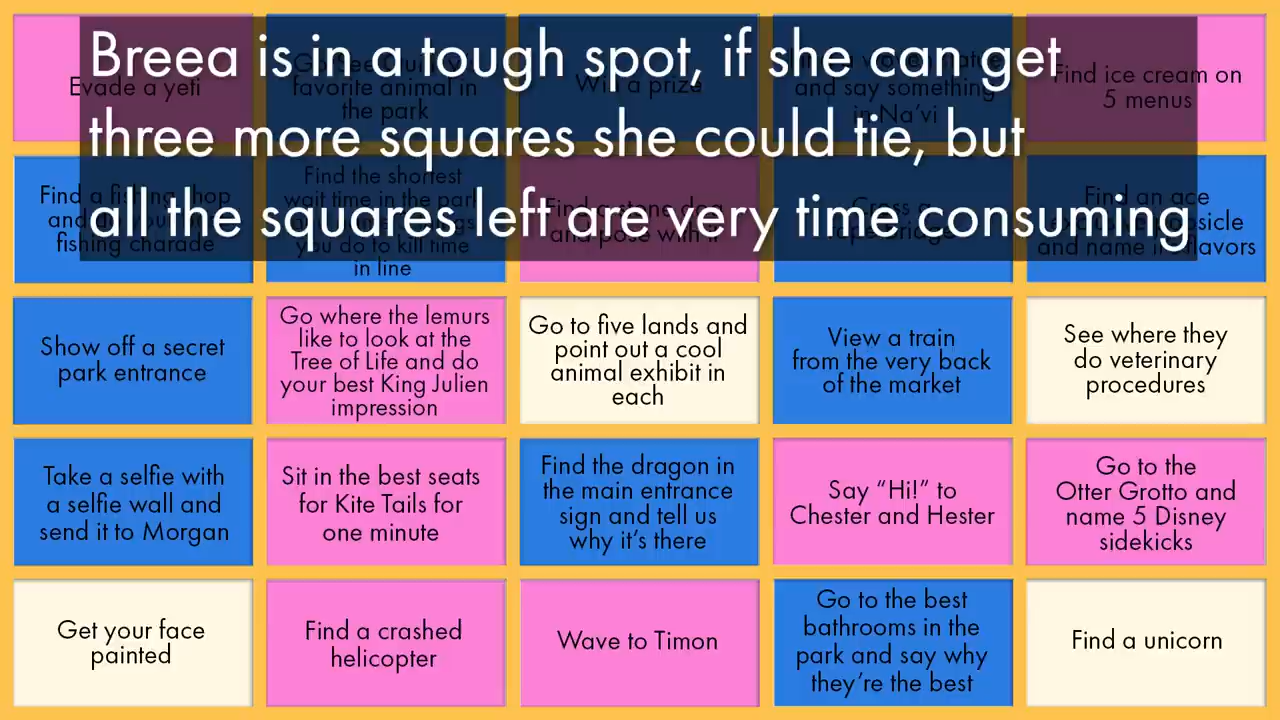 Breea is in a tough spot, if she can get
three more squares she could tie, but
all the squares left are very time consuming
Evade a yeti
favorite animal in
the park
Win a prize
and say something
in Na’vi
Find ice cream on
5 menus
Find a fishing shop
and
fishing charade
Find the shortest
wait time in the park
you do to kill time
in line
Find a stone dog
and pose with it
Cross a
rope bridge
Find an ace
and name flavors
Show off a secret
park entrance
Go where the lemurs
like to look at the
Tree of Life and do
your best King Julien
impression
Go to five lands and
point out a cool
animal exhibit in
each
View a train
from the very back
of the market
See where they
do veterinary
procedures
Take a selfie with
a selfie wall and
send it to Morgan
Sit in the best seats
for Kite Tails for
one minute
Find the dragon in
the main entrance
sign and tell us
why it’s there
Say “Hi!” to
Chester and Hester
Go to the
Otter Grotto and
name 5 Disney
sidekicks
Get your face
painted
Find a crashed
helicopter
Wave to Timon
Go to the best
bathrooms in the
park and say why
they’re the best
Find a unicorn